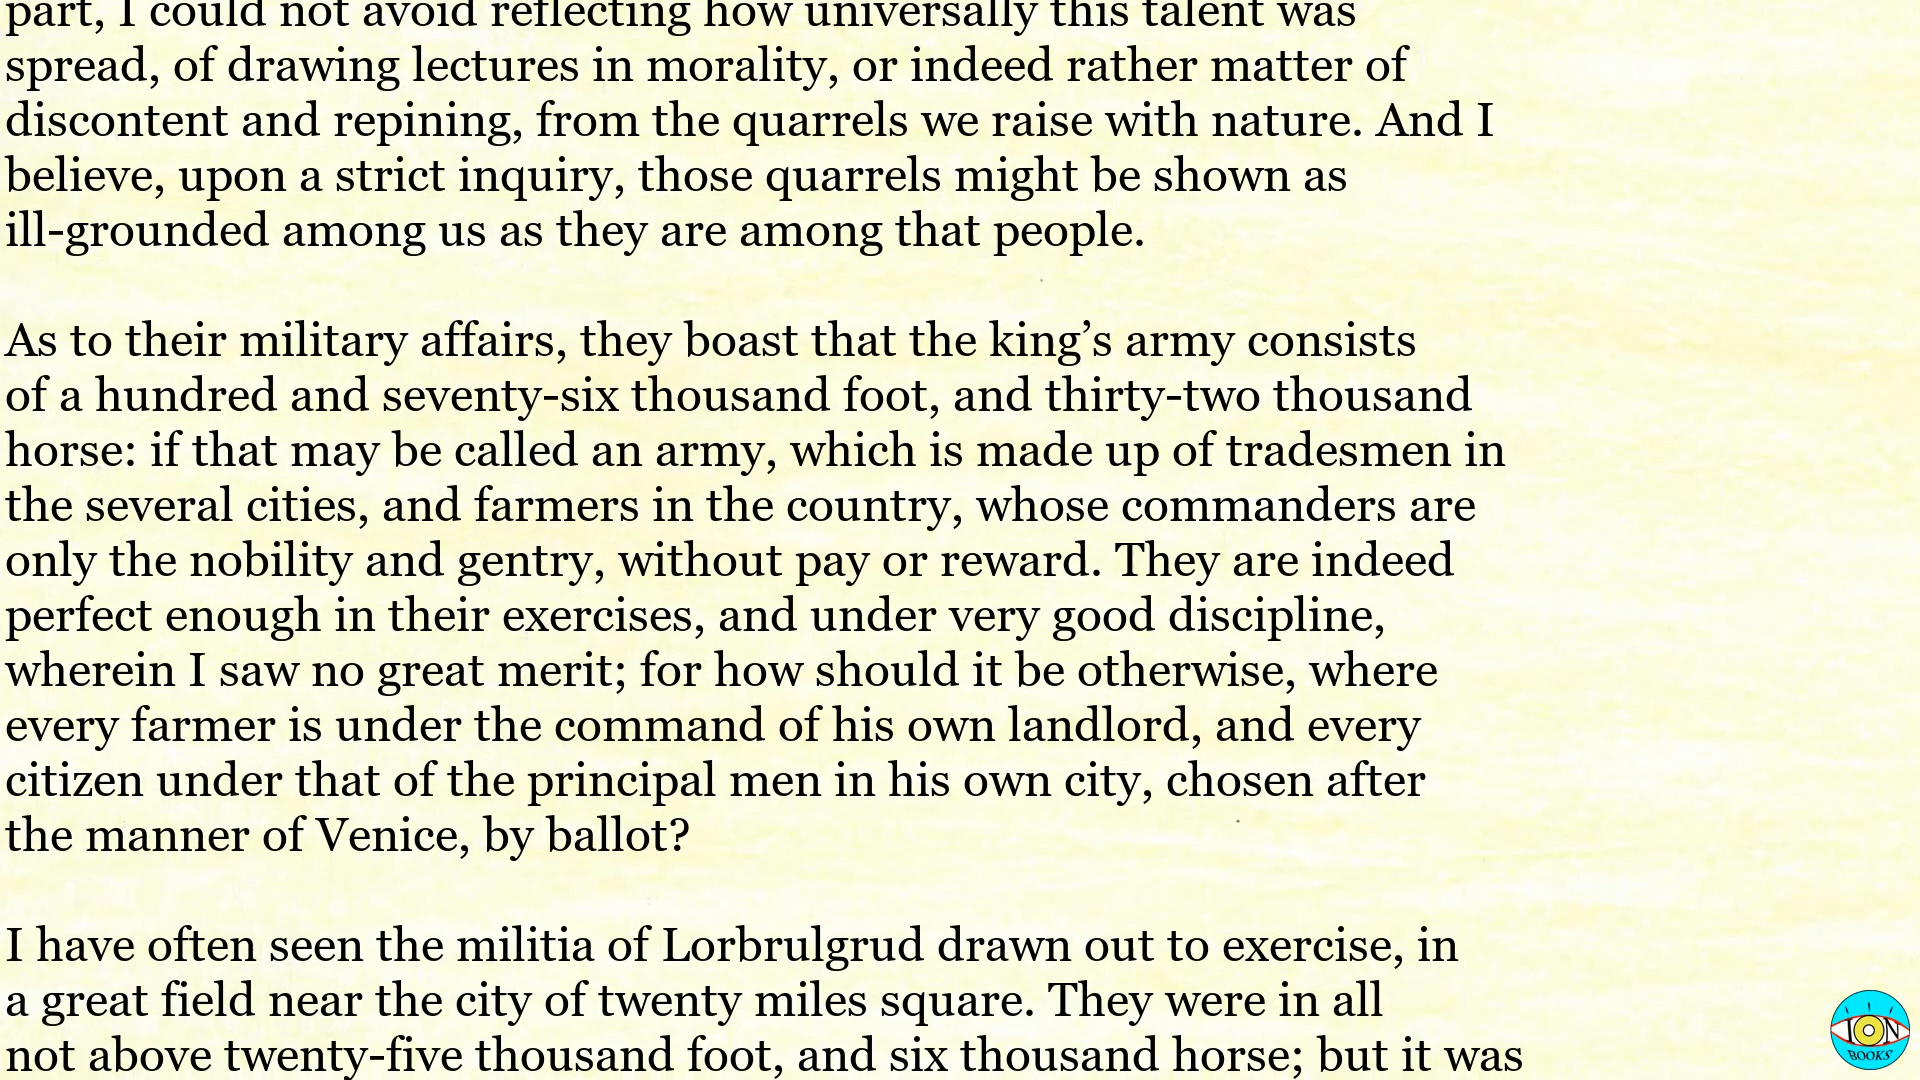 part, I could not avoid reflecting how universally this talent was
spread, of drawing lectures in morality, or indeed rather matter of
discontent and repining, from the quarrels we raise with nature. And I
believe, upon a strict inquiry, those quarrels might be shown as
ill-grounded among us as they are among that people.
As to their military affairs, they boast that the king’s army consists
of a hundred and seventy-six thousand foot, and thirty-two thousand
horse: if that may be called an army, which is made up of tradesmen in
the several cities, and farmers in the country, whose commanders are
only the nobility and gentry, without pay or reward. They are indeed
perfect enough in their exercises, and under very good discipline,
wherein I saw no great merit; for how should it be otherwise, where
every farmer is under the command of his own landlord, and every
citizen under that of the principal men in his own city, chosen after
the manner of Venice, by ballot?
I have often seen the militia of Lorbrulgrud drawn out to exercise, in
a great field near the city of twenty miles square. They were in all
not above twenty-five thousand foot, and six thousand horse; but it was
ION
BOOKS